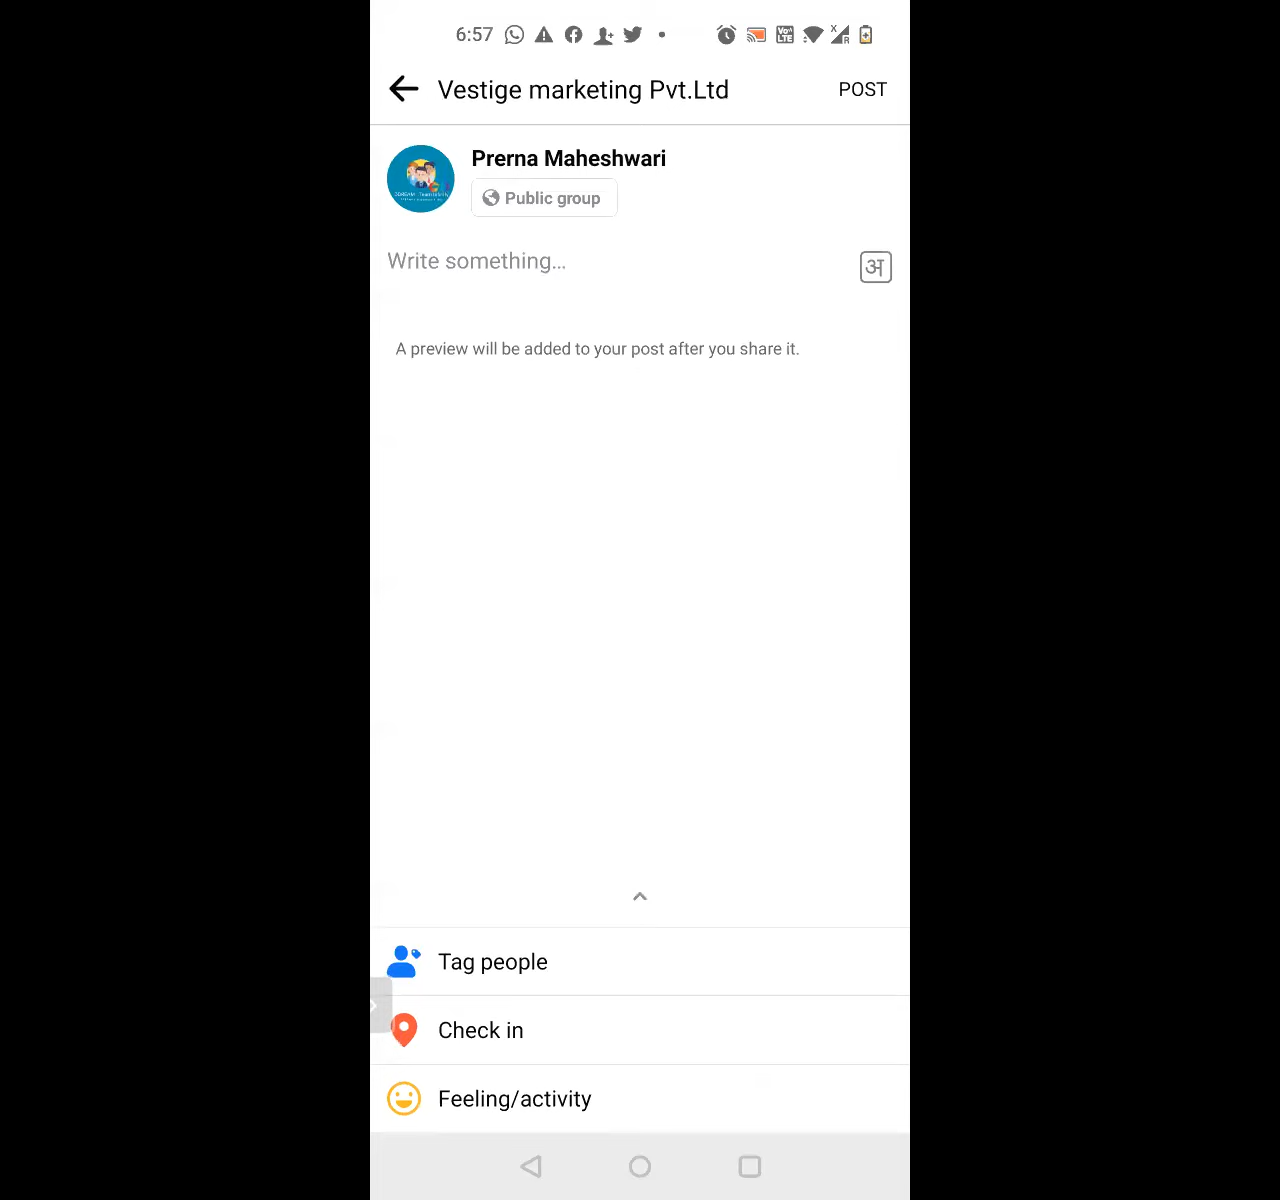 6:57
Vestige marketing Pvt.Ltd
POST
Prerna Maheshwari
Public group
Write something...
अ
A preview will be added to your post after you share it.
Tag people
Check in
Feeling/activity